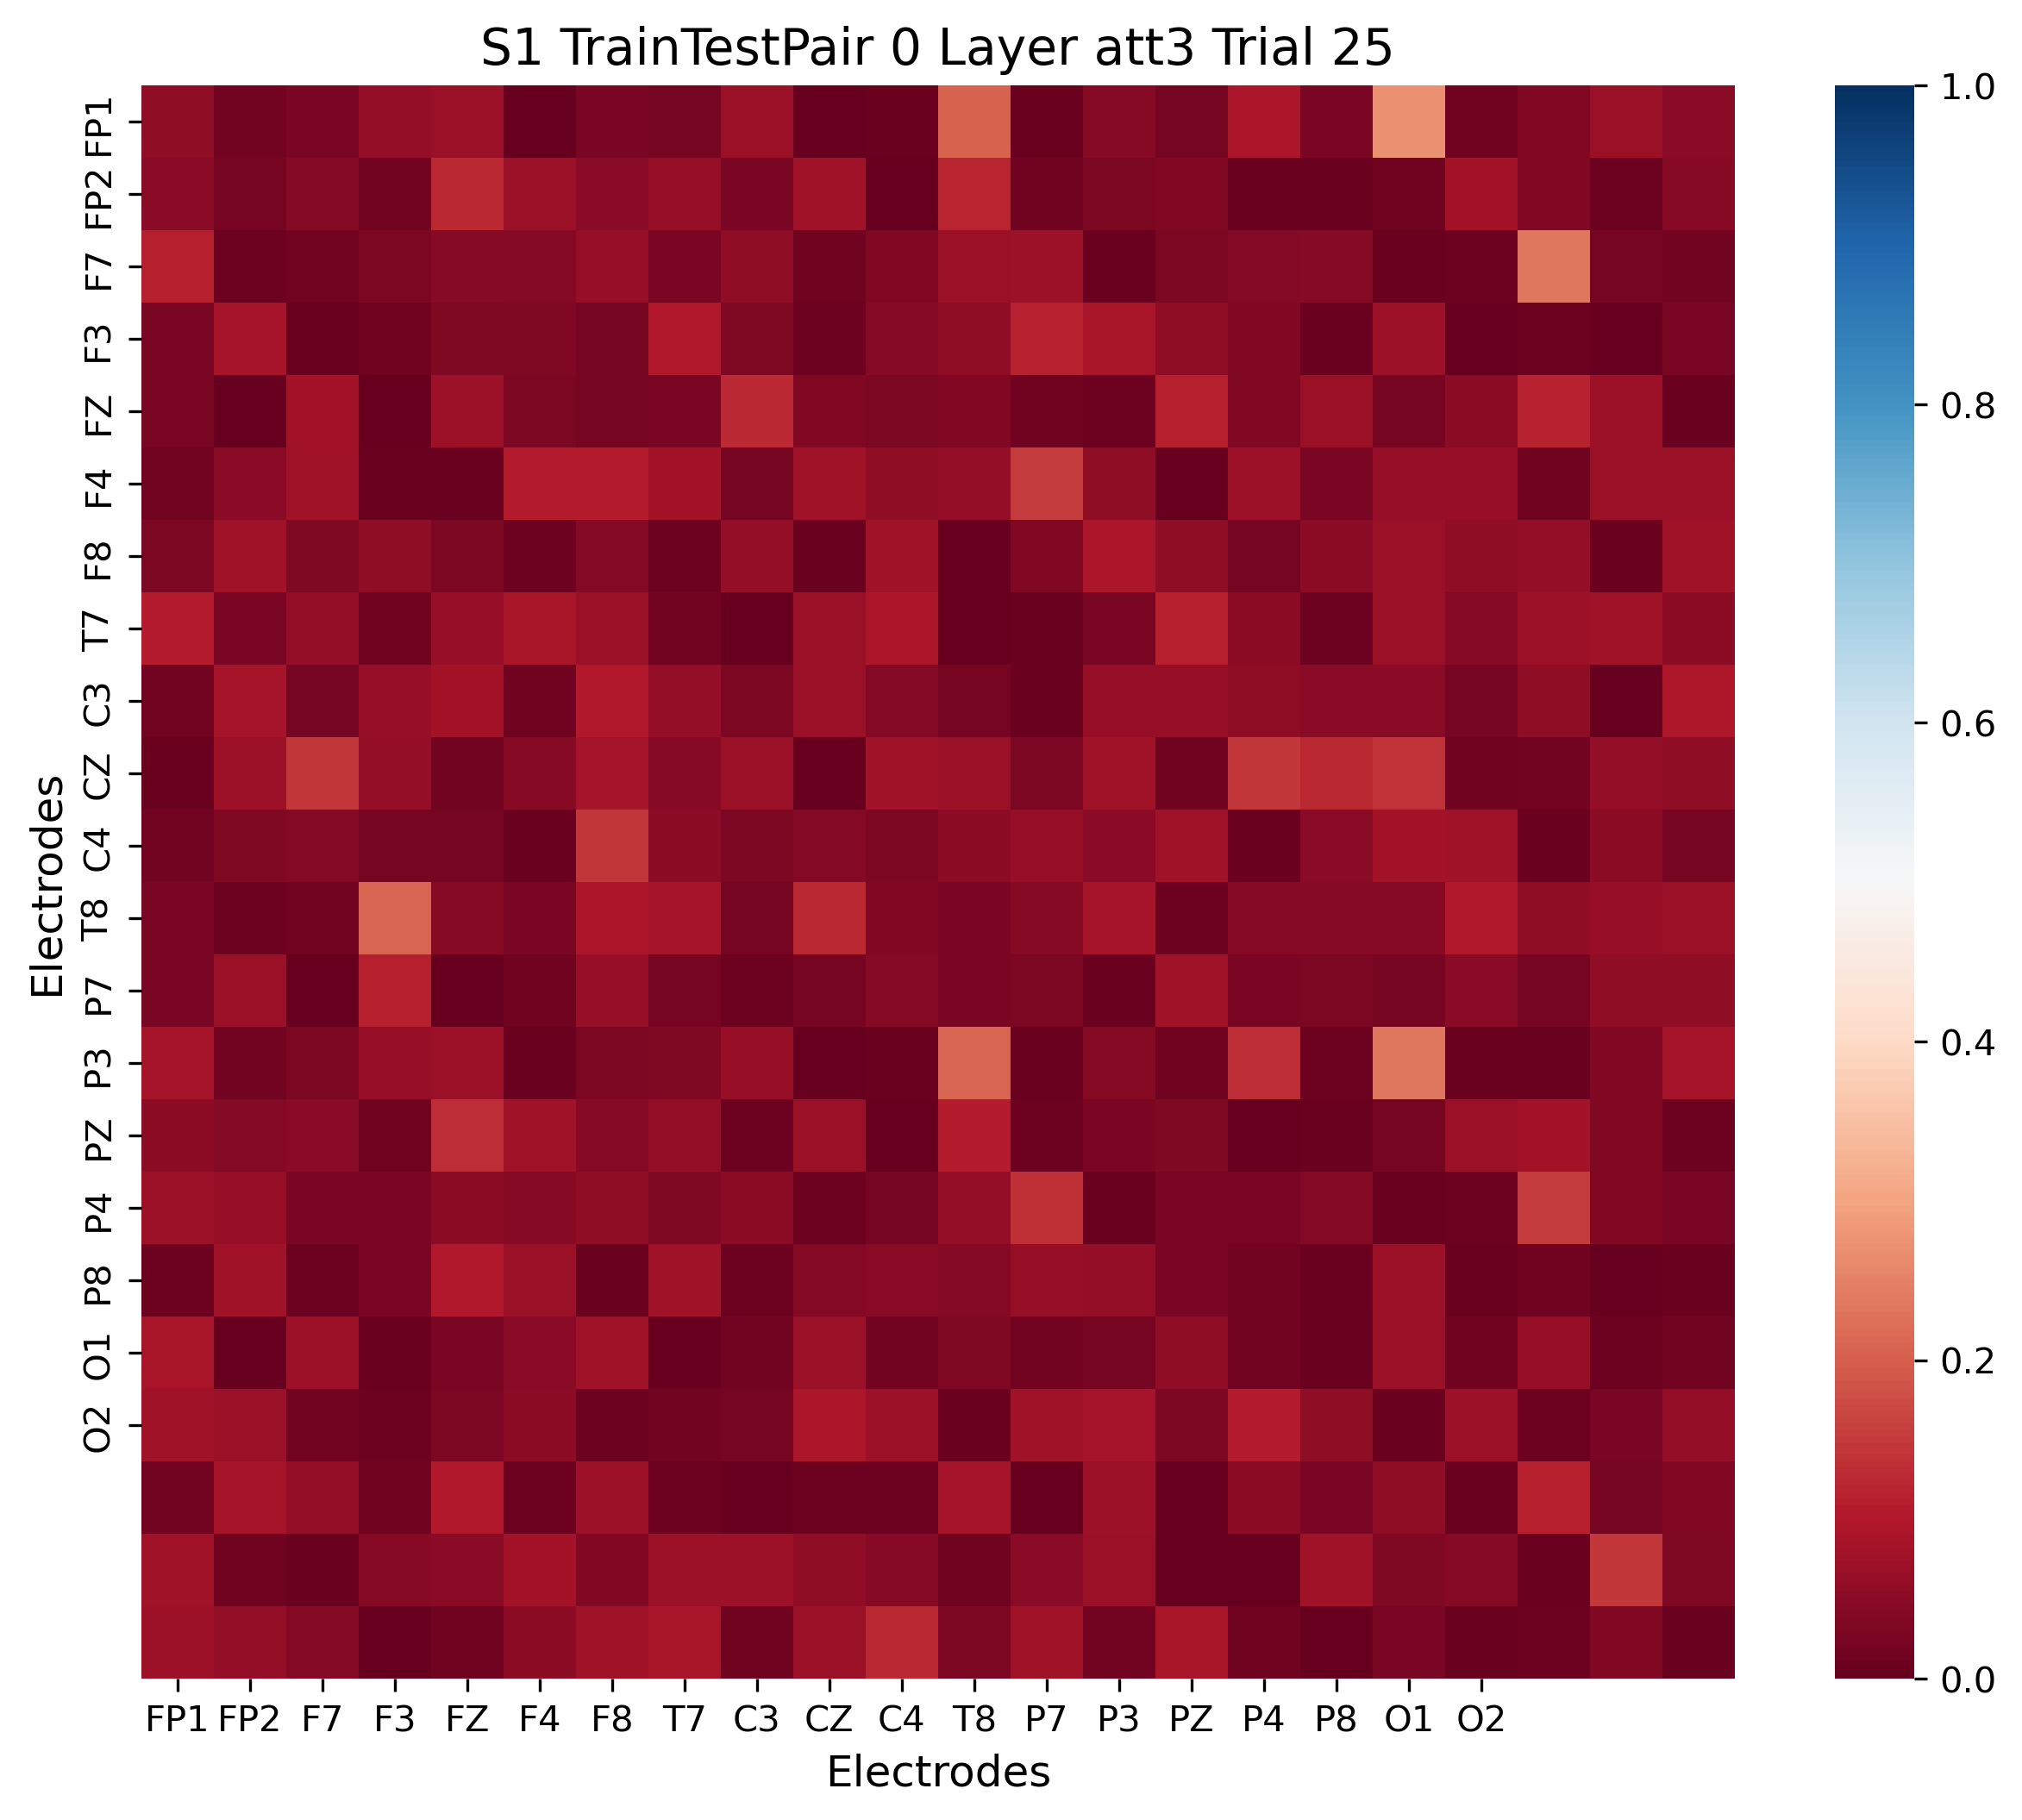 S1 TrainTestPair 0 Layer att3 Trial 25
Electrodes
FP1
FP2
F7
F3
FZ
F4
F8
T7
C3
CZ
C4
T8
P7
P3
PZ
P4
P8
O1
O2
FP1 FP2 F7 F3 FZ F4 F8 T7 C3 CZ C4 T8 P7 P3 PZ P4 P8 O1 O2
Electrodes
1.0
0.8
0.6
0.4
0.2
0.0